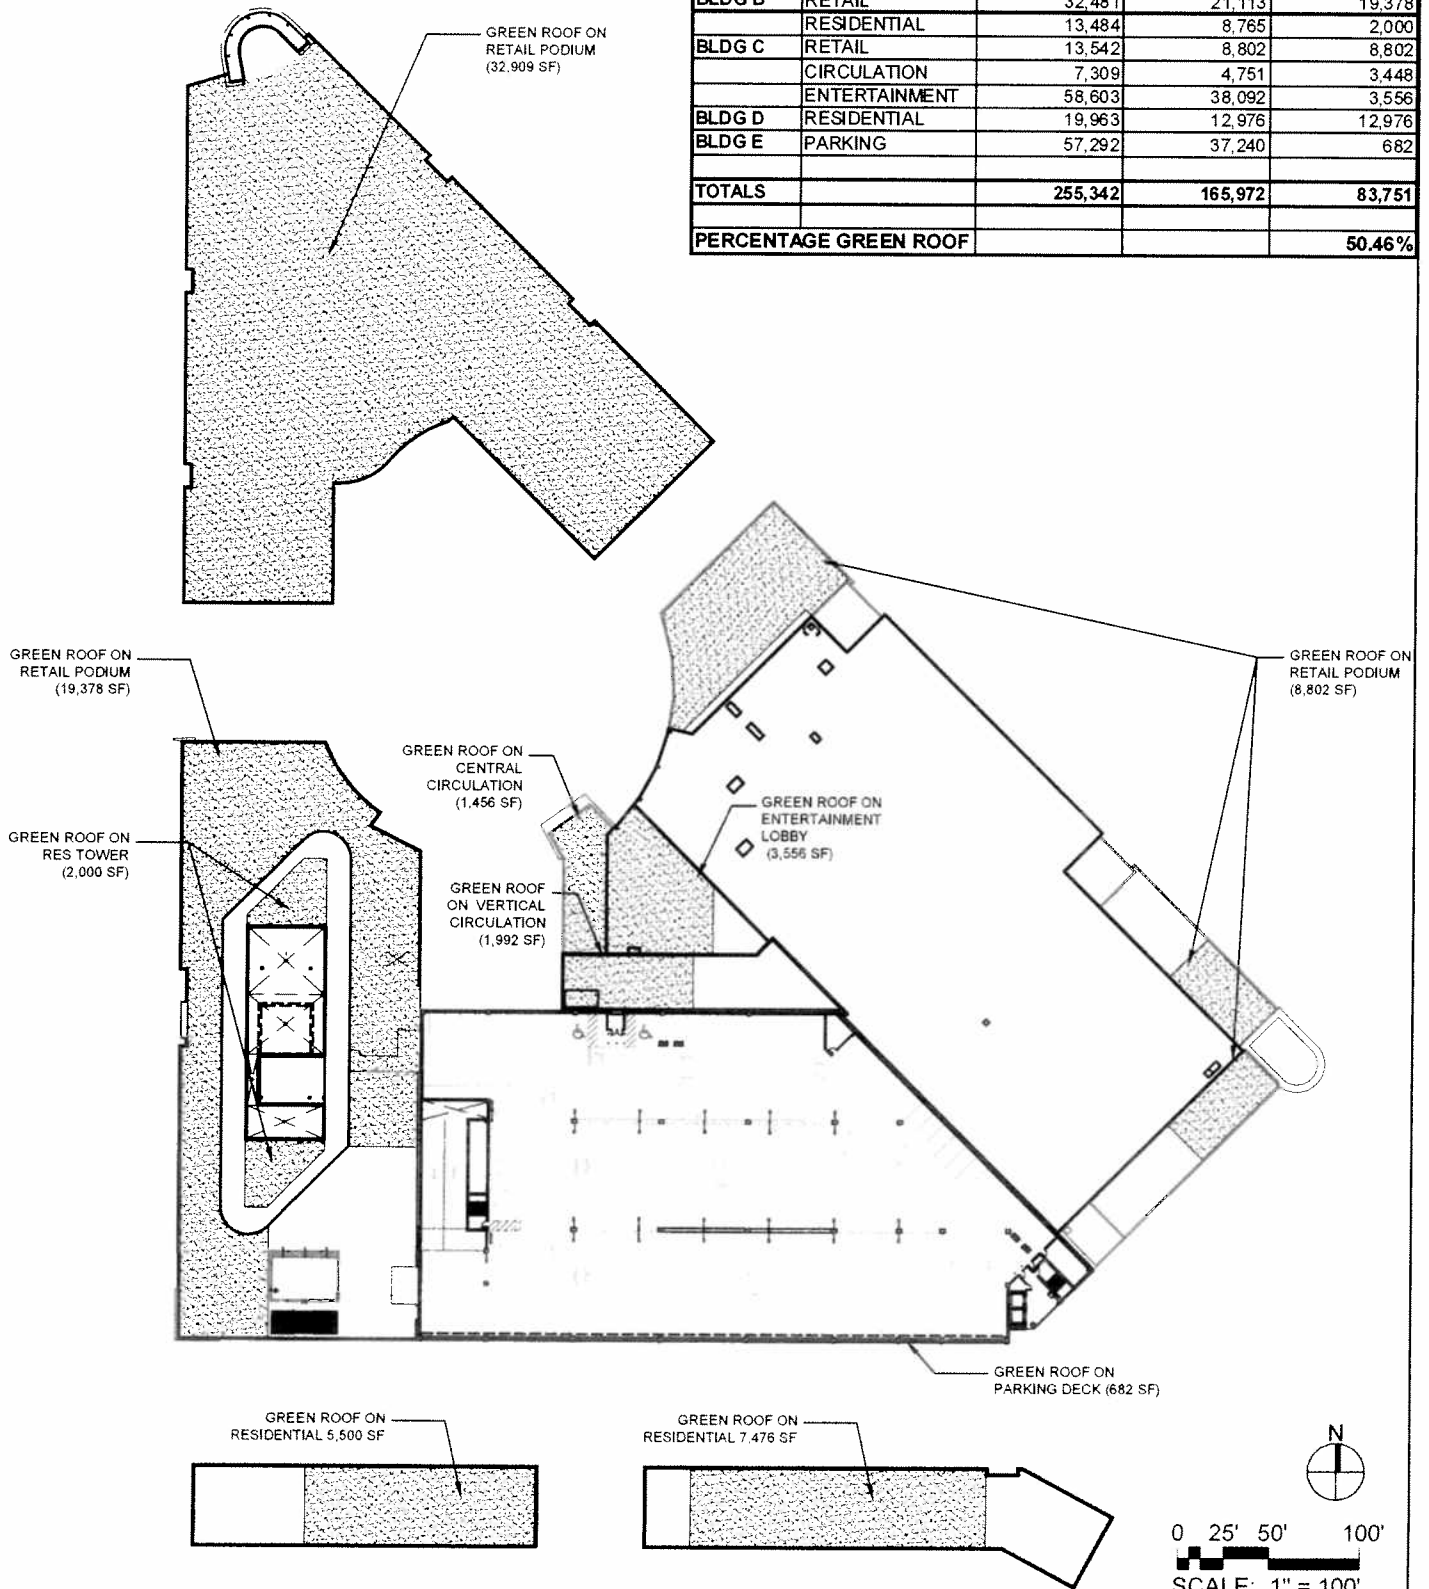 BLDG B RETAIL 32,481 21,113 19,378
RESIDENTIAL 13,484 8,765 2,000
BLDG C RETAIL 13,542 8,802 8,802
CIRCULATION 7,309 4,751 3,448
ENTERTAINMENT 58,603 38,092 3,556
BLDG D RESIDENTIAL 19,963 12,976 12,976
BLDG E PARKING 57,292 37,240 682
TOTALS 255,342 165,972 83,751
PERCENTAGE GREEN ROOF 50.46%
GREEN ROOF ON
RETAIL PODIUM
(32,909 SF)
GREEN ROOF ON
RETAIL PODIUM
(19,378 SF)
GREEN ROOF ON
RETAIL PODIUM
(8,802 SF)
GREEN ROOF ON
CENTRAL
CIRCULATION
(1,456 SF)
GREEN ROOF ON
ENTERTAINMENT
LOBBY
(3,556 SF)
GREEN ROOF ON
RES TOWER
(2,000 SF)
GREEN ROOF
ON VERTICAL
CIRCULATION
(1,992 SF)
GREEN ROOF ON
PARKING DECK (682 SF)
GREEN ROOF ON
RESIDENTIAL 5,500 SF
GREEN ROOF ON
RESIDENTIAL 7,476 SF
N
0 25' 50' 100'
SCALE: 1" = 100'